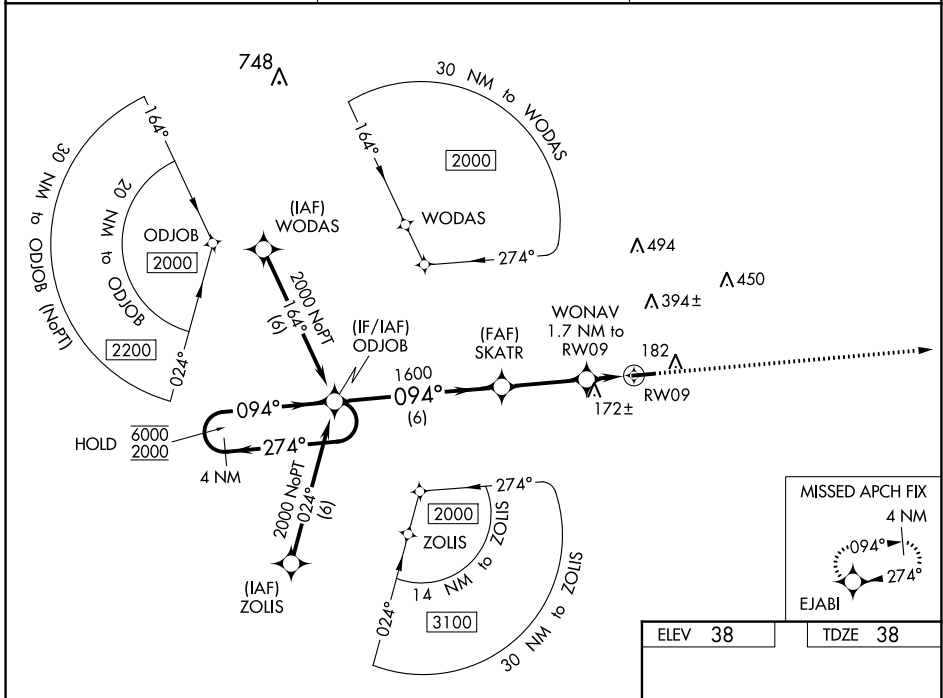 748
30 NM to WODAS
164°
2000
WODAS
274°
164°
30 NM to ODJOB (NoPT)
20 NM to ODJOB
ODJOB
2000
2200
024°
(IAF)
WODAS
2000 NoPT
164°
(6)
(IF/IAF)
ODJOB
1600
094°
(6)
(FAF)
SKATR
WONAV
1.7 NM to
RW09
494
450
394±
182
172±
RW09
HOLD
6000
2000
094°
274°
4 NM
2000 NoPT
024°
(6)
(IAF)
ZOLIS
274°
2000
ZOLIS
14 NM to ZOLIS
3100
024°
30 NM to ZOLIS
MISSED APCH FIX
4 NM
094°
274°
EJABI
ELEV 38
TDZE 38